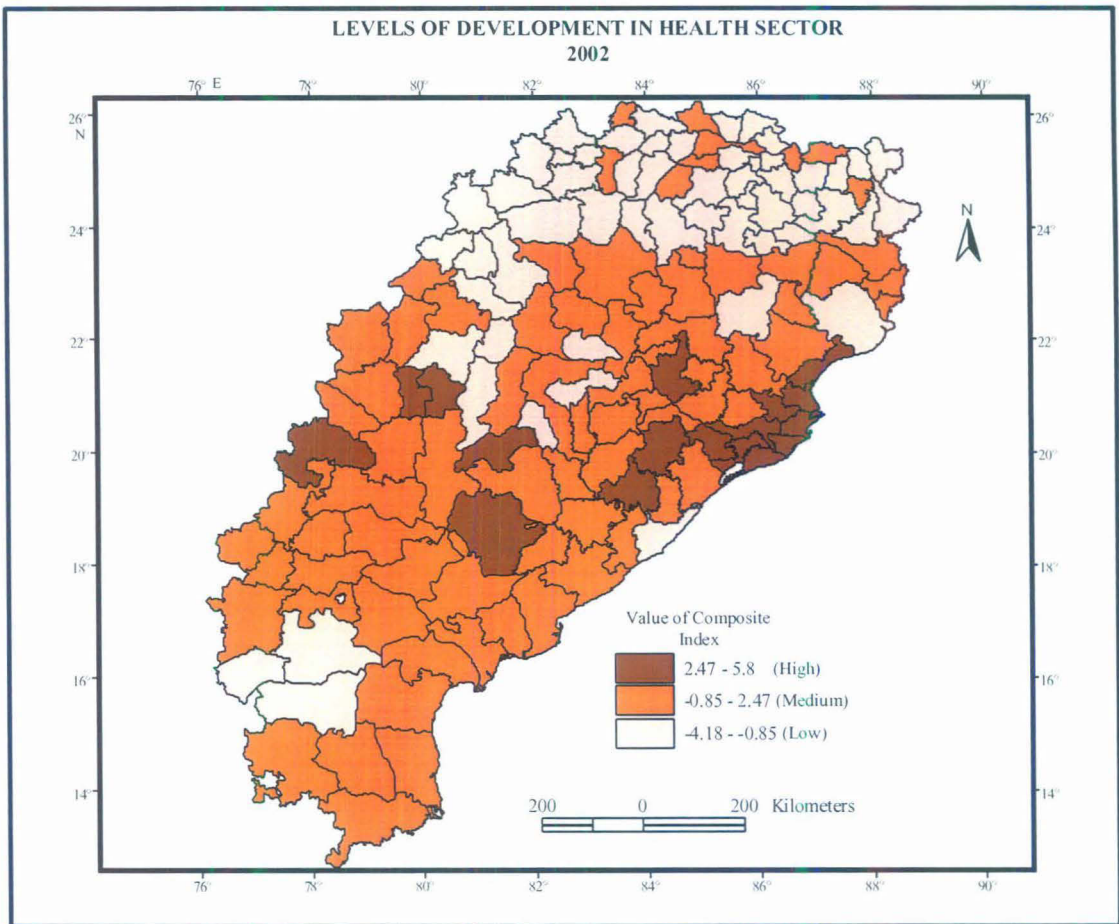 LEVELS OF DEVELOPMENT IN HEALTH SECTOR
2002
76° E 80° 82° 84° 86° 88° 90°
26° 26°
N
N
24° 24°
22° 22°
20° 20°
18° 18°
Value of Composite
Index
2.47 - 5.8 (High)
16° -0.85 - 2.47 (Medium) 16°
-4.18 - -0.85 (Low)
14° 14°
200 0 200 Kilometers
76° 78° 80° 82° 84° 86° 88° 90°